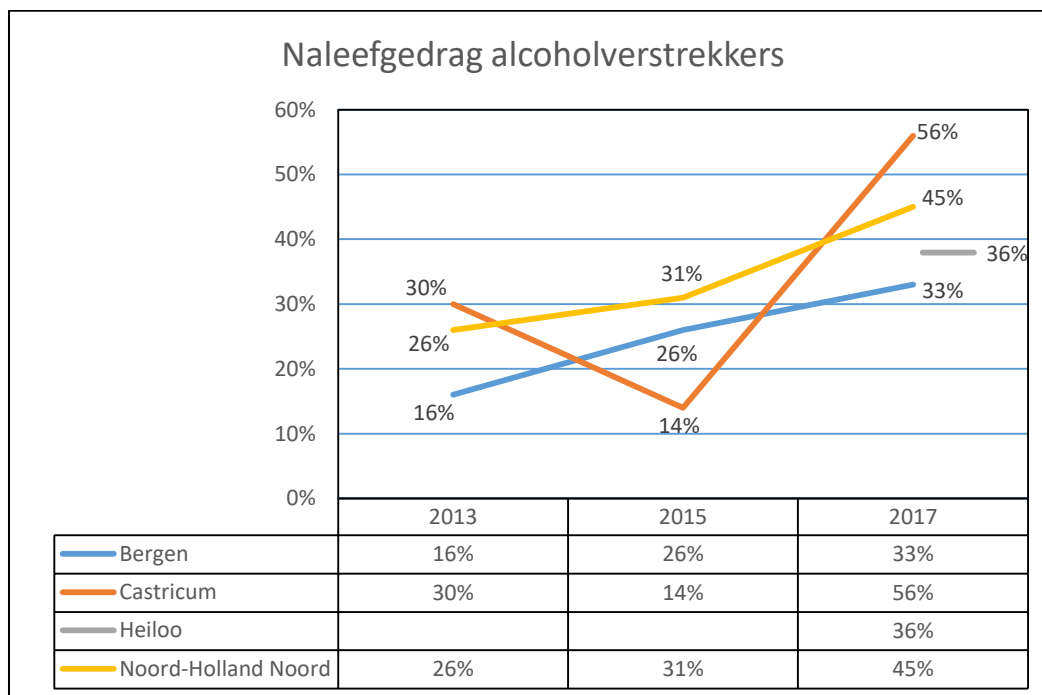 Naleefgedrag alcoholverstrekkers
60%
56%
50%
45%
40%
36%
33%
31%
30%
30%
26%
26%
20%
16%
14%
10%
0%
2013 2015 2017
Bergen 16% 26% 33%
Castricum 30% 14% 56%
Heiloo 36%
Noord-Holland Noord 26% 31% 45%